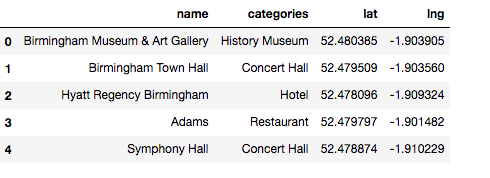 name categories lat lng
0 Birmingham Museum & Art Gallery History Museum 52.480385 -1.903905
1 Birmingham Town Hall Concert Hall 52.479509 -1.903560
2 Hyatt Regency Birmingham Hotel 52.478096 -1.909324
3 Adams Restaurant 52.479797 -1.901482
4 Symphony Hall Concert Hall 52.478874 -1.910229